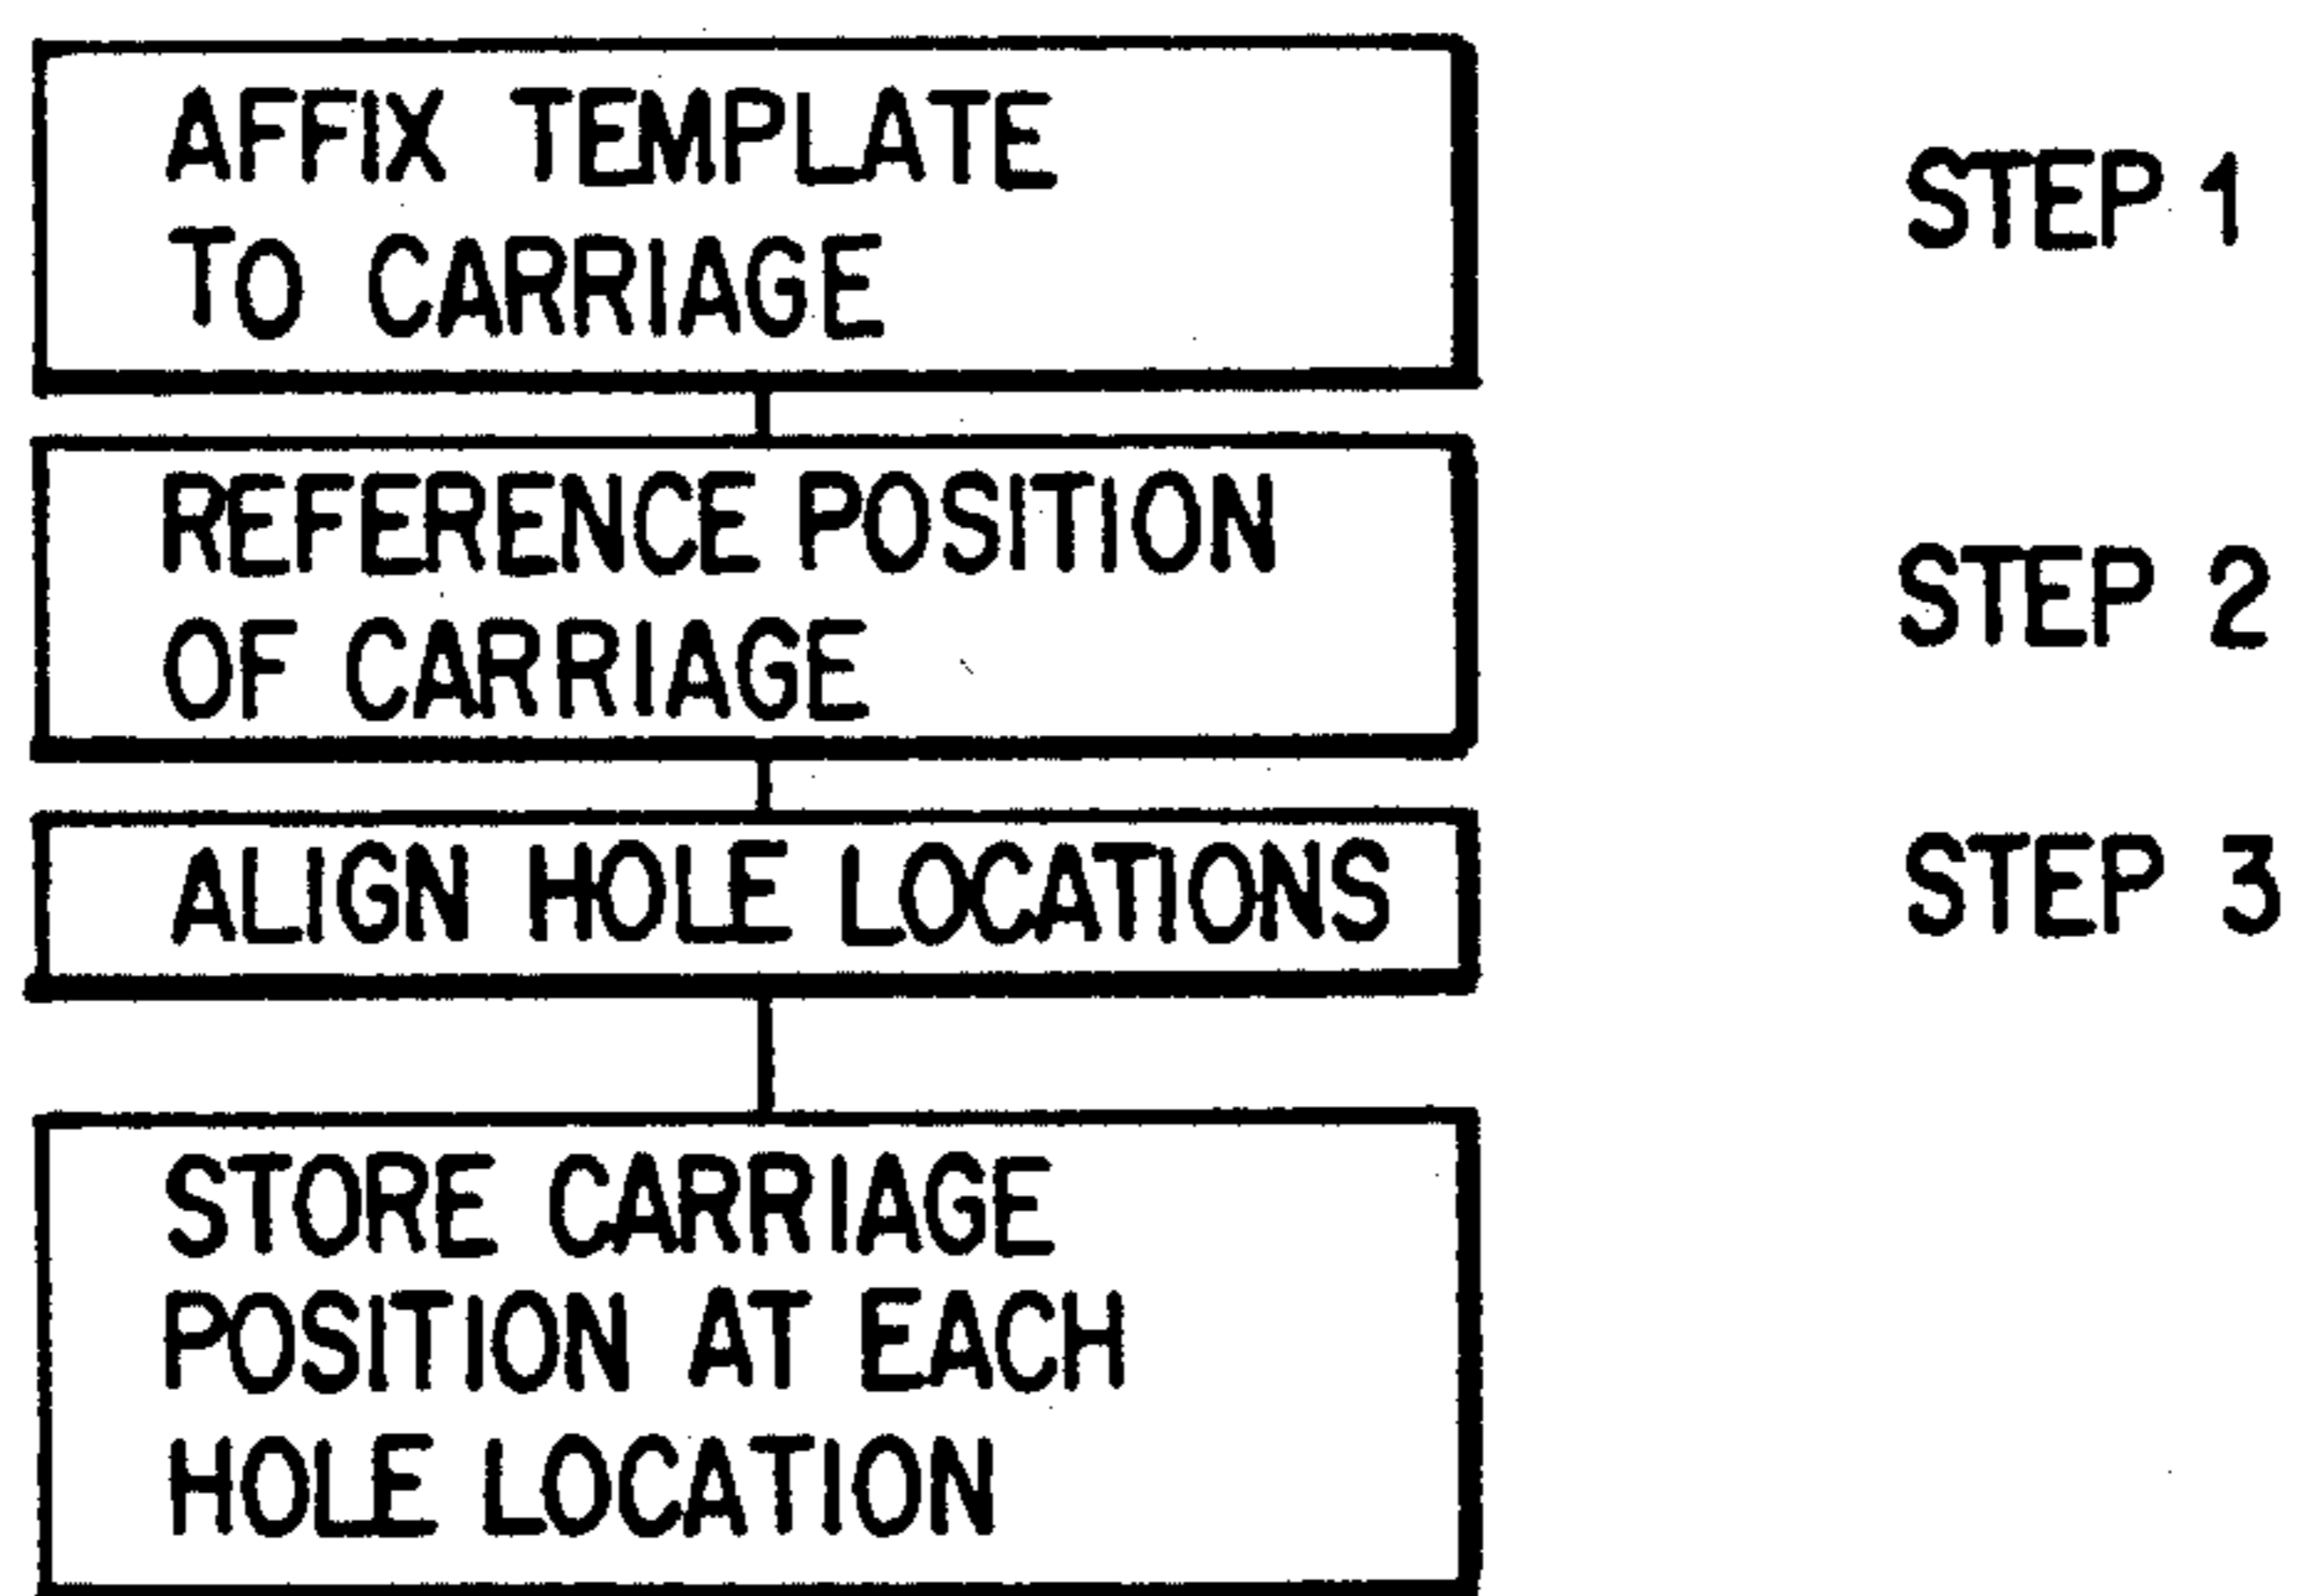 AFFIX TEMPLATE
TO CARRIAGE
STEP 1
REFERENCE POSITION
OF CARRIAGE
STEP 2
ALIGN HOLE LOCATIONS
STEP 3
STORE CARRIAGE
POSITION AT EACH
HOLE LOCATION